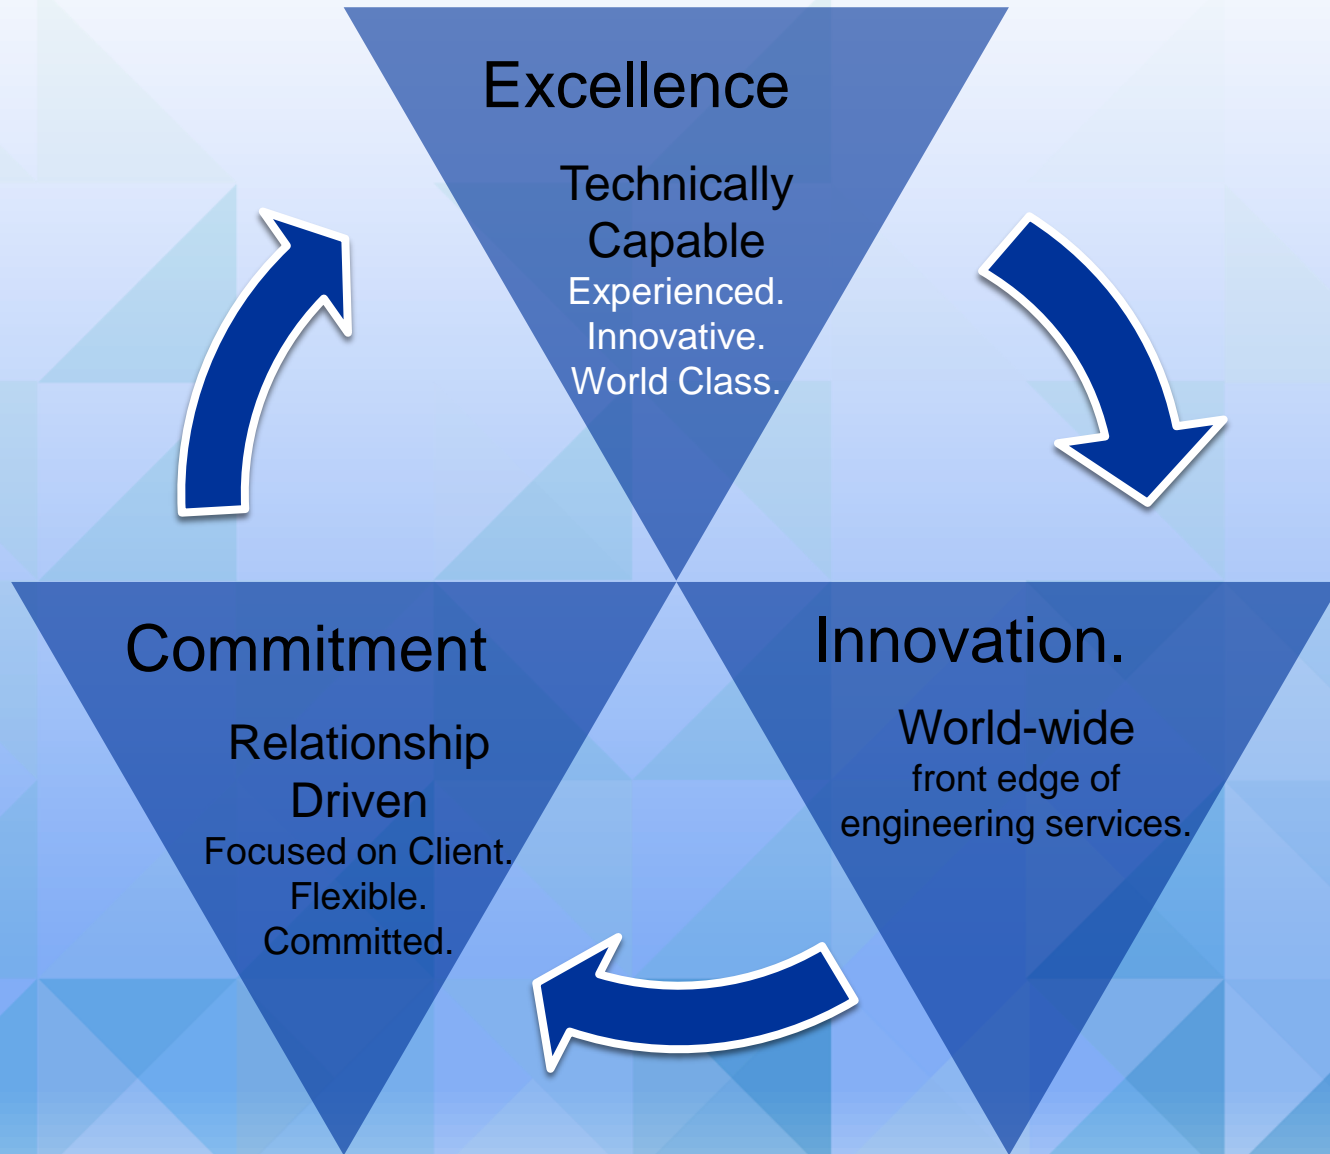 Excellence
Technically
Capable
Experienced.
Innovative.
World Class.
Commitment
Relationship
Driven
Focused on Client.
Flexible.
Committed.
Innovation.
World-wide
front edge of
engineering services.